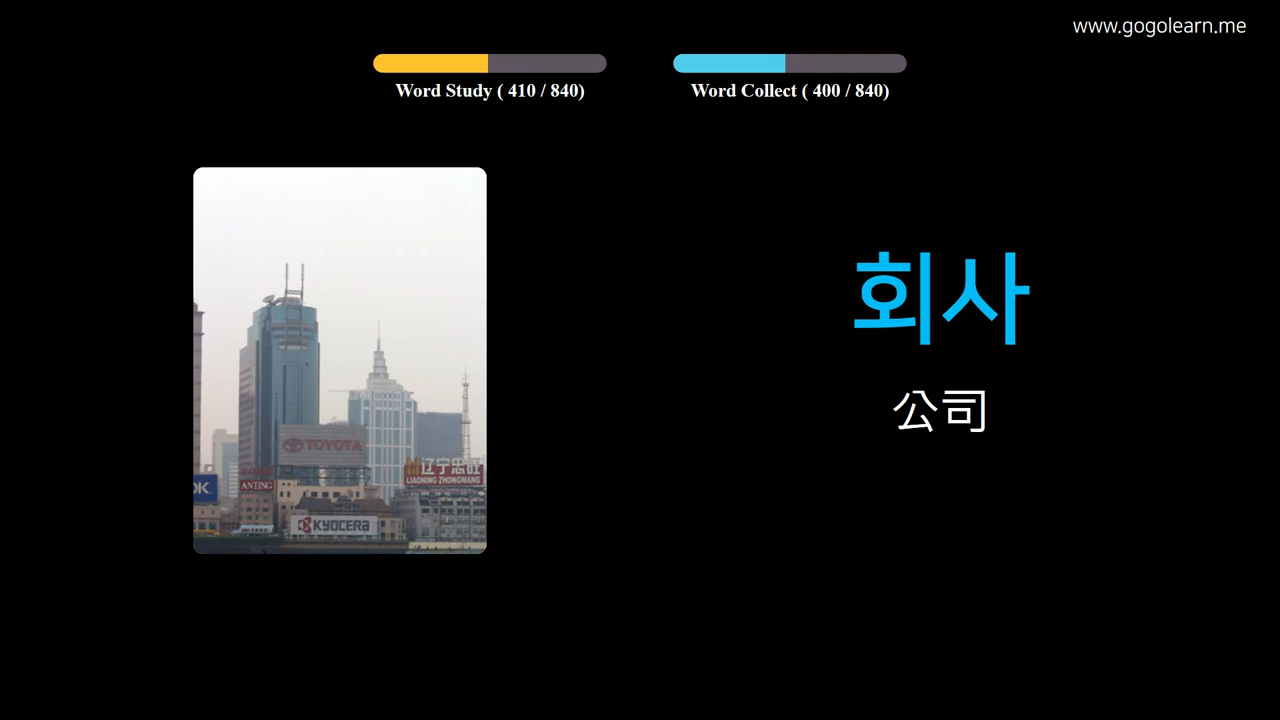 www.gogolearn.me
Word Study ( 410 / 840)
Word Collect ( 400 / 840)
회사
公司
TOYOTA
辽宁忠旺
LIAONING ZHONGWANG
OK
ANTING
KYOCERA